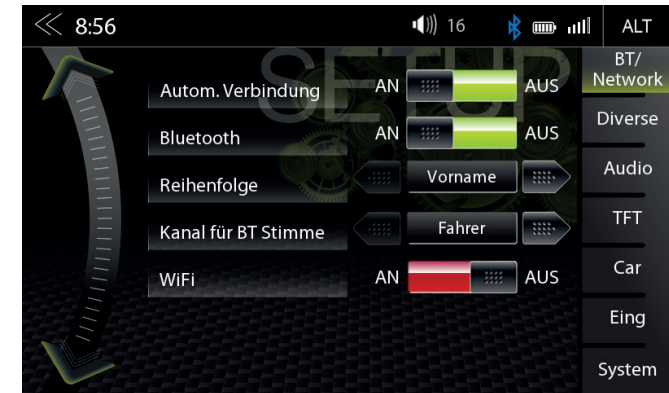 8:56 16 ALT
SETUP
BT/
Network
Autom. Verbindung AN AUS
Diverse
Bluetooth AN AUS
Audio
Reihenfolge Vorname
TFT
Kanal für BT Stimme Fahrer
Car
WiFi AN AUS
Eing
System